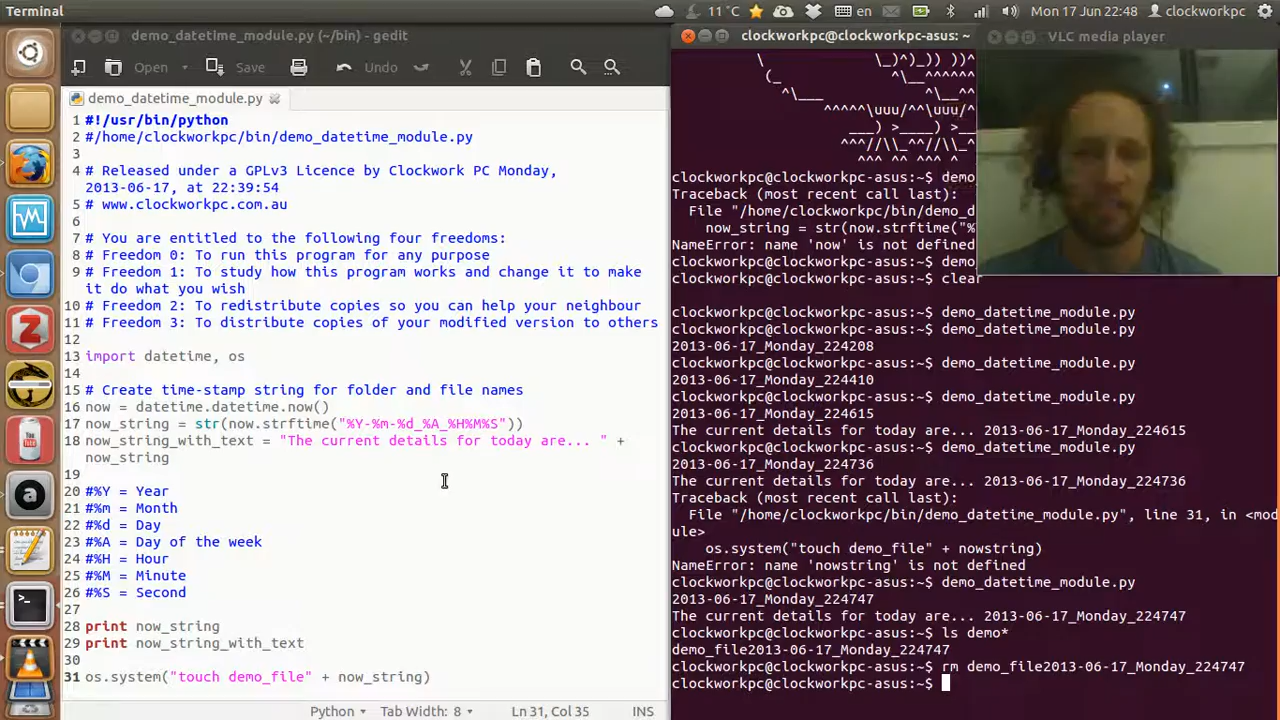 Terminal
11 °C
en
Mon 17 Jun 22:48
clockworkpc
demo_datetime_module.py (~/bin) - gedit
Open
Save
Undo
demo_datetime_module.py
1 #!/usr/bin/python
2 #/home/clockworkpc/bin/demo_datetime_module.py
3
4 # Released under a GPLv3 Licence by Clockwork PC Monday,
2013-06-17, at 22:39:54
5 # www.clockworkpc.com.au
6
7 # You are entitled to the following four freedoms:
8 # Freedom 0: To run this program for any purpose
9 # Freedom 1: To study how this program works and change it to make
it do what you wish
10 # Freedom 2: To redistribute copies so you can help your neighbour
11 # Freedom 3: To distribute copies of your modified version to others
12
13 import datetime, os
14
15 # Create time-stamp string for folder and file names
16 now = datetime.datetime.now()
17 now_string = str(now.strftime("%Y-%m-%d_%A_%H%M%S"))
18 now_string_with_text = "The current details for today are... " +
now_string
19
20 #%Y = Year
21 #%m = Month
22 #%d = Day
23 #%A = Day of the week
24 #%H = Hour
25 #%M = Minute
26 #%S = Second
27
28 print now_string
29 print now_string_with_text
30
31 os.system("touch demo_file" + now_string)
Python
Tab Width: 8
Ln 31, Col 35
INS
clockworkpc@clockworkpc-asus: ~
VLC media player
\ \_)^)_)) ))^
(_ ^\__^^^^^^
^\___ ^\__^^^
^^^^^\uuu/^^\uuu/^
___) >____) >__
^^^//\\_^^//\\_
^^^ ^^ ^^^ ^
clockworkpc@clockworkpc-asus:~$ demo
Traceback (most recent call last):
File "/home/clockworkpc/bin/demo_d
now_string = str(now.strftime("%
NameError: name 'now' is not defined
clockworkpc@clockworkpc-asus:~$ demo
clockworkpc@clockworkpc-asus:~$ clear
clockworkpc@clockworkpc-asus:~$ demo_datetime_module.py
clockworkpc@clockworkpc-asus:~$ demo_datetime_module.py
2013-06-17_Monday_224208
clockworkpc@clockworkpc-asus:~$ demo_datetime_module.py
2013-06-17_Monday_224410
clockworkpc@clockworkpc-asus:~$ demo_datetime_module.py
2013-06-17_Monday_224615
The current details for today are... 2013-06-17_Monday_224615
clockworkpc@clockworkpc-asus:~$ demo_datetime_module.py
2013-06-17_Monday_224736
The current details for today are... 2013-06-17_Monday_224736
Traceback (most recent call last):
File "/home/clockworkpc/bin/demo_datetime_module.py", line 31, in <mod
ule>
os.system("touch demo_file" + nowstring)
NameError: name 'nowstring' is not defined
clockworkpc@clockworkpc-asus:~$ demo_datetime_module.py
2013-06-17_Monday_224747
The current details for today are... 2013-06-17_Monday_224747
clockworkpc@clockworkpc-asus:~$ ls demo*
demo_file2013-06-17_Monday_224747
clockworkpc@clockworkpc-asus:~$ rm demo_file2013-06-17_Monday_224747
clockworkpc@clockworkpc-asus:~$